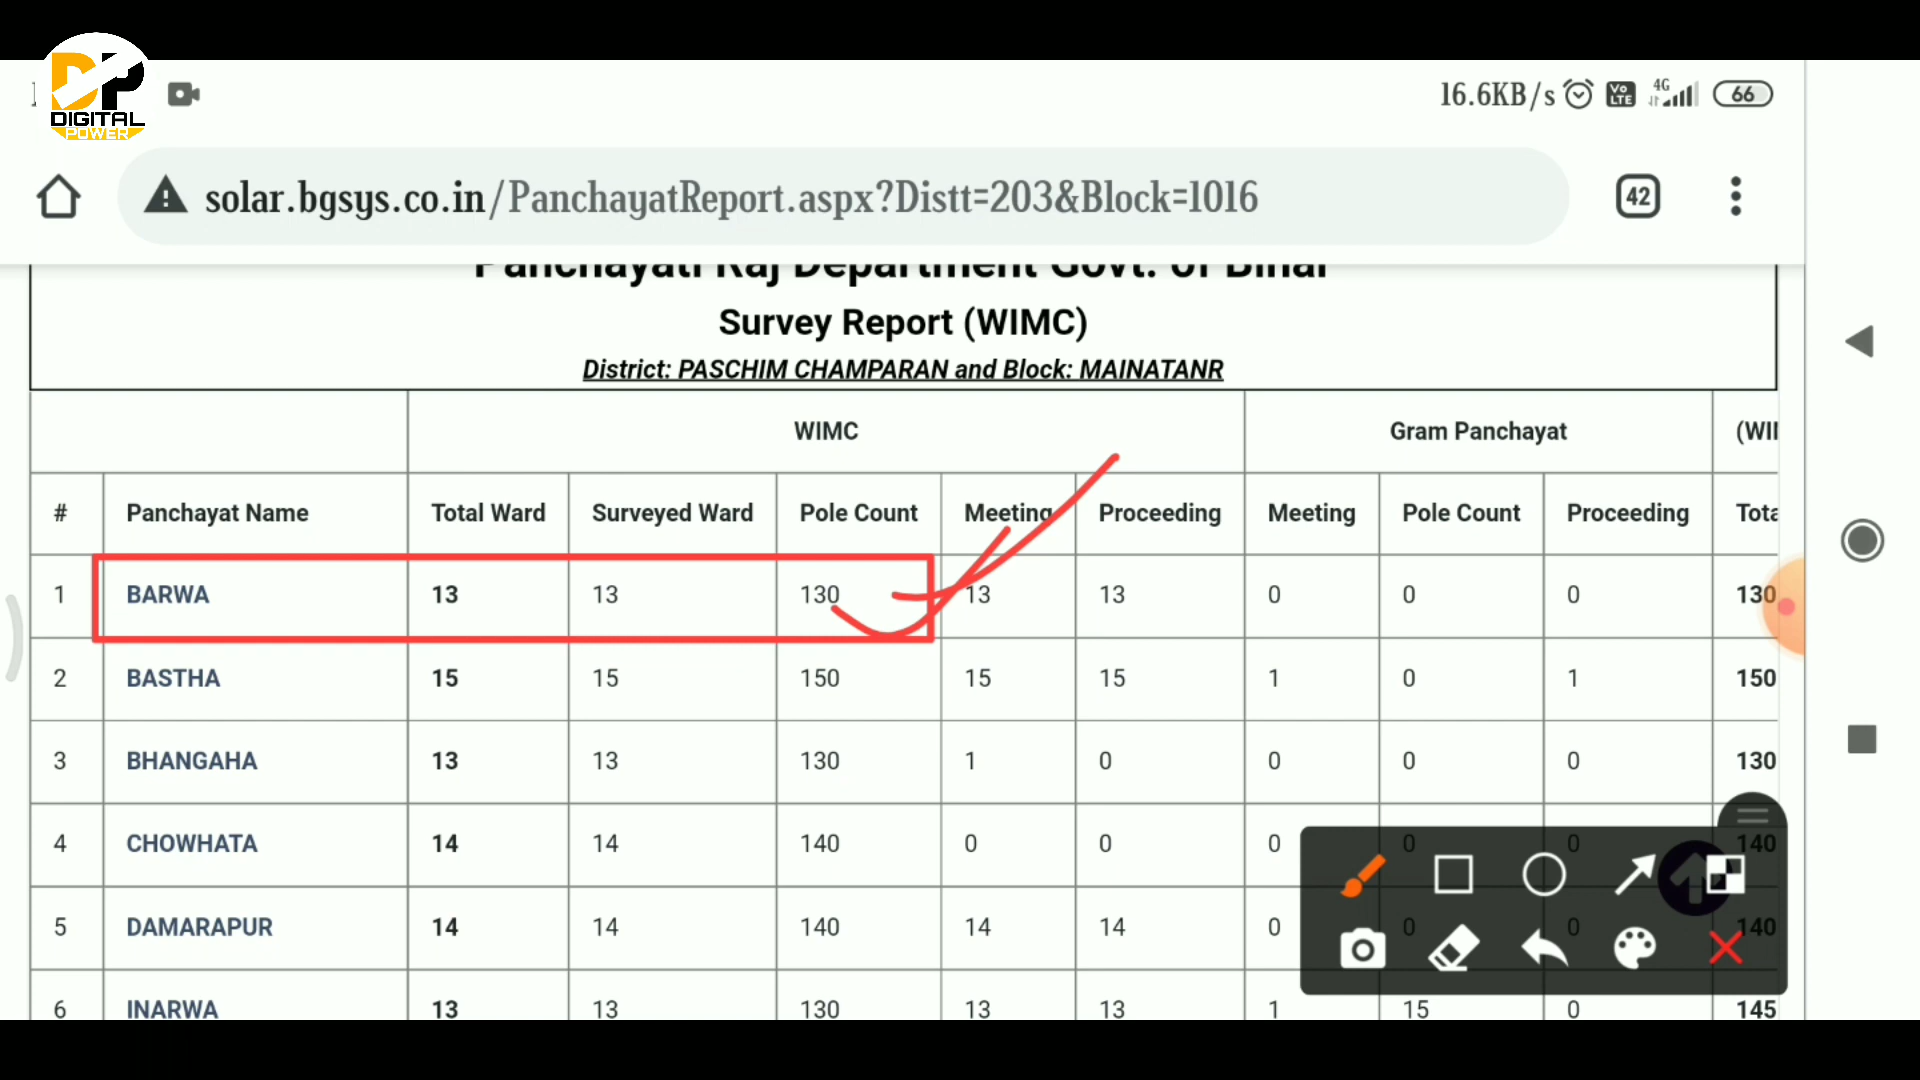 DIGITAL
POWER
16.6KB/s Vo LTE 4G 66
solar.bgsys.co.in/PanchayatReport.aspx?Distt=203&Block=1016 42
Panchayati Raj Department Govt. of Bihar
Survey Report (WIMC)
District: PASCHIM CHAMPARAN and Block: MAINATANR
WIMC Gram Panchayat
# Panchayat Name Total Ward Surveyed Ward Pole Count Meeting Proceeding Meeting Pole Count Proceeding
1 BARWA 13 13 130 13 13 0 0 0 130
2 BASTHA 15 15 150 15 15 1 0 1 150
3 BHANGAHA 13 13 130 1 0 0 0 0 130
4 CHOWHATA 14 14 140 0 0 0 0 0 140
5 DAMARAPUR 14 14 140 14 14 0 0 0 140
6 INARWA 13 13 130 13 13 1 15 0 145